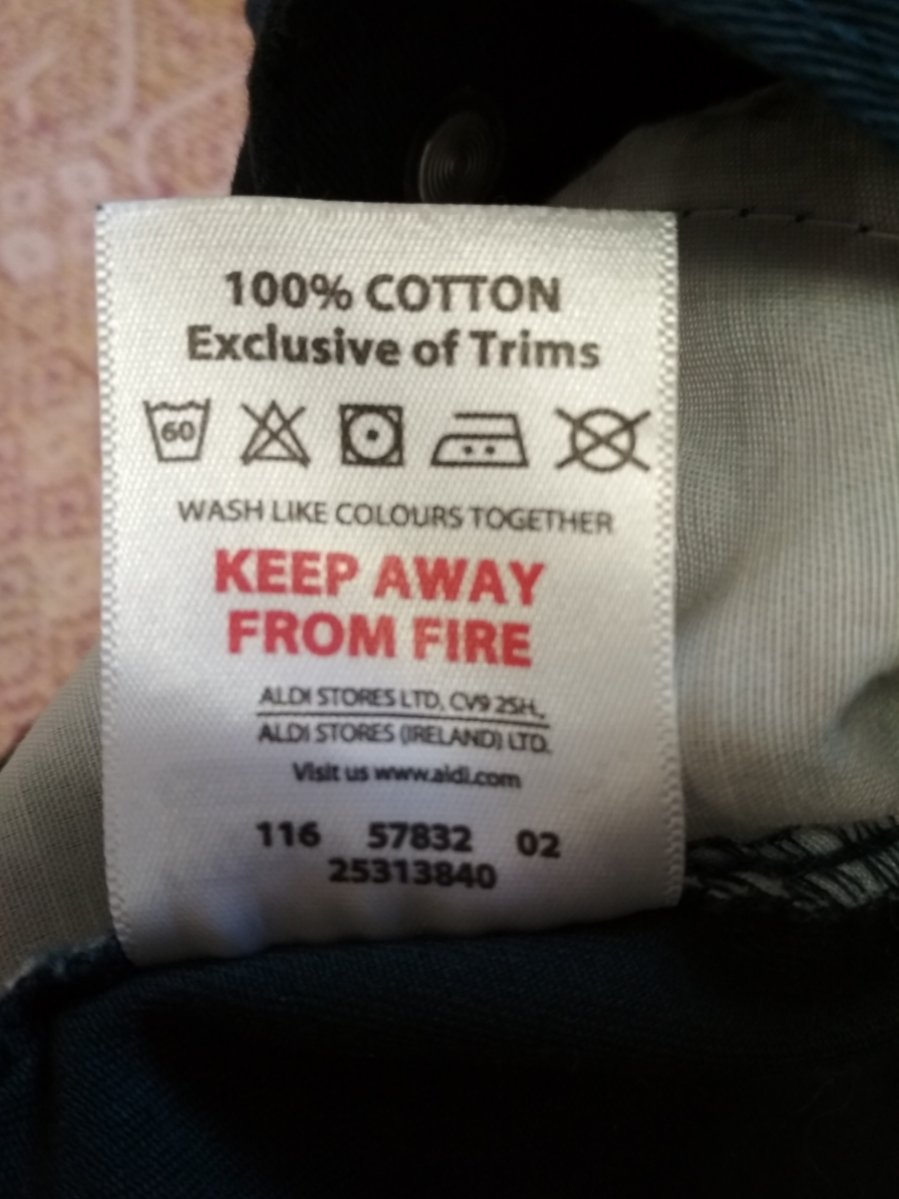 100% COTTON
Exclusive of Trims
60
WASH LIKE COLOURS TOGETHER
KEEP AWAY
FROM FIRE
ALDI STORES LTD, CV9 2SH,
ALDI STORES (IRELAND) LTD.
Visit us www.aldi.com
116 57832 02
25313840